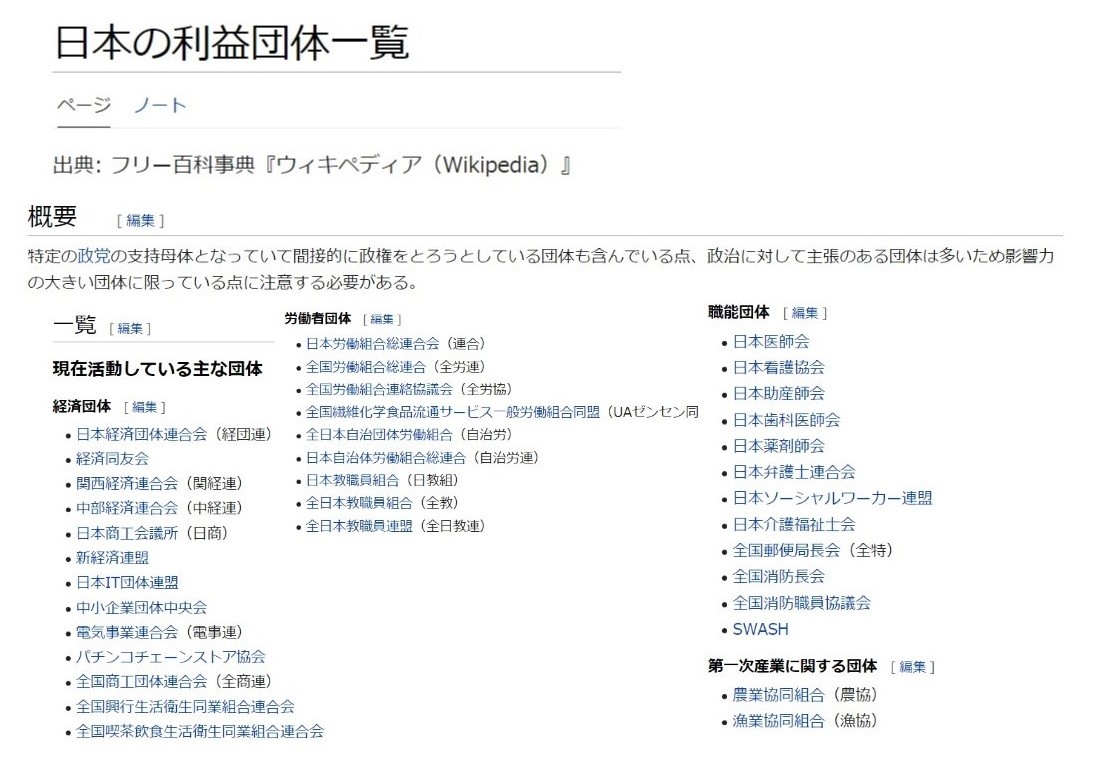 日本の利益団体一覧
ページ ノート
出典: フリー百科事典『ウィキペディア（Wikipedia）』
概要 [ 編集 ]
特定の政党の支持母体となっていて間接的に政権をとろうとしている団体も含んでいる点、政治に対して主張のある団体は多いため影響力
の大きい団体に限っている点に注意する必要がある。
一覧 [ 編集 ]
現在活動している主な団体
経済団体 [ 編集 ]
日本経済団体連合会（経団連）
経済同友会
関西経済連合会（関経連）
中部経済連合会（中経連）
日本商工会議所（日商）
新経済連盟
日本IT団体連盟
中小企業団体中央会
電気事業連合会（電事連）
パチンコチェーンストア協会
全国商工団体連合会（全商連）
全国興行生活衛生同業組合連合会
全国喫茶飲食生活衛生同業組合連合会
労働者団体 [ 編集 ]
日本労働組合総連合会（連合）
全国労働組合総連合（全労連）
全国労働組合連絡協議会（全労協）
全国繊維化学食品流通サービス一般労働組合同盟（UAゼンセン同
全日本自治団体労働組合（自治労）
日本自治体労働組合総連合（自治労連）
日本教職員組合（日教組）
全日本教職員組合（全教）
全日本教職員連盟（全日教連）
職能団体 [ 編集 ]
日本医師会
日本看護協会
日本助産師会
日本歯科医師会
日本薬剤師会
日本弁護士連合会
日本ソーシャルワーカー連盟
日本介護福祉士会
全国郵便局長会（全特）
全国消防長会
全国消防職員協議会
SWASH
第一次産業に関する団体 [ 編集 ]
農業協同組合（農協）
漁業協同組合（漁協）